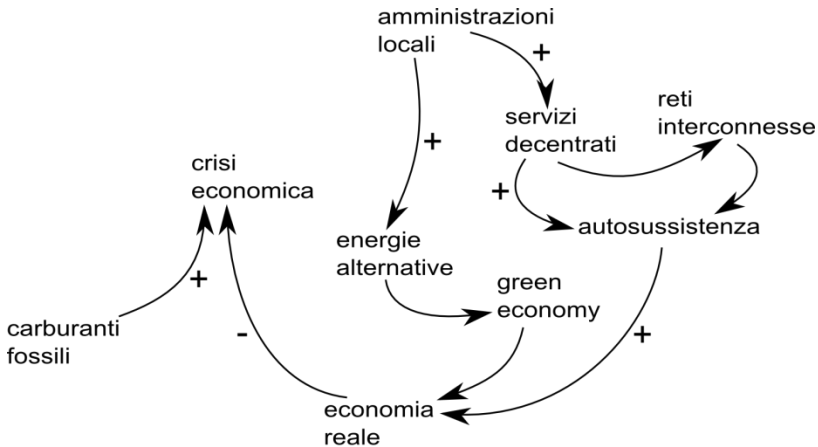 amministrazioni
locali
+
servizi
decentrati
reti
interconnesse
+
crisi
economica
+
autosussistenza
energie
alternative
green
economy
+
carburanti
fossili
-
+
economia
reale